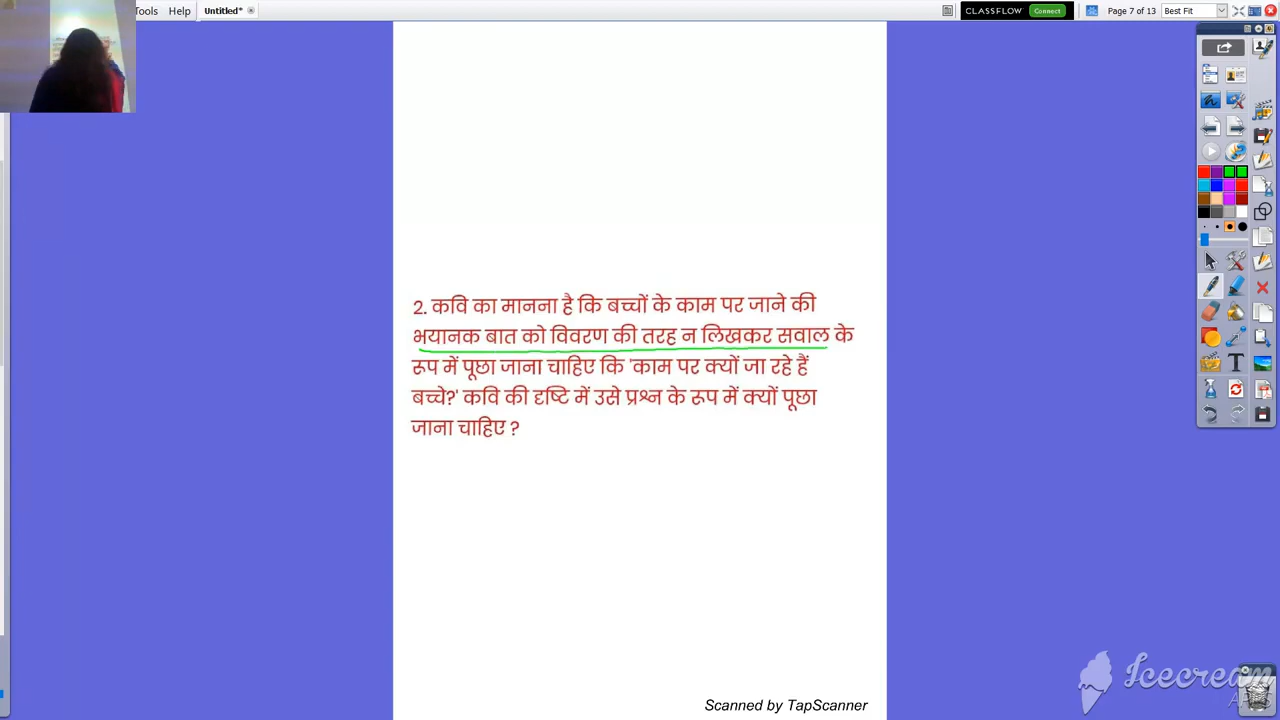 Tools Help Untitled* CLASSFLOW Connect Page 7 of 13 Best Fit
2. कवि का मानना है कि बच्चों के काम पर जाने की
भयानक बात को विवरण की तरह न लिखकर सवाल के
रूप में पूछा जाना चाहिए कि 'काम पर क्यों जा रहे हैं
बच्चे?' कवि की दृष्टि में उसे प्रश्न के रूप में क्यों पूछा
जाना चाहिए ?
T
Icecream
APPS
Scanned by TapScanner